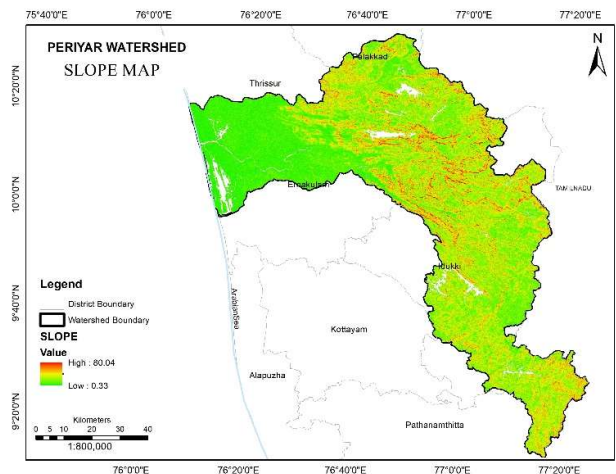 75°40'0"E 76°0'0"E 76°20'0"E 76°40'0"E 77°0'0"E 77°20'0"E
PERIYAR WATERSHED
SLOPE MAP
N
Palakkad
Thrissur
10°20'0"N
Ernakulam
TAMILNADU
10°0'0"N
Idukki
Legend
District Boundary
Watershed Boundary
SLOPE
Value
High : 80.04
Low : 0.33
ArabianSea
9°40'0"N
Kottayam
Alapuzha
Pathanamthitta
9°20'0"N
Kilometers
0 5 10 20 30 40
1:800,000
76°0'0"E 76°20'0"E 76°40'0"E 77°0'0"E 77°20'0"E